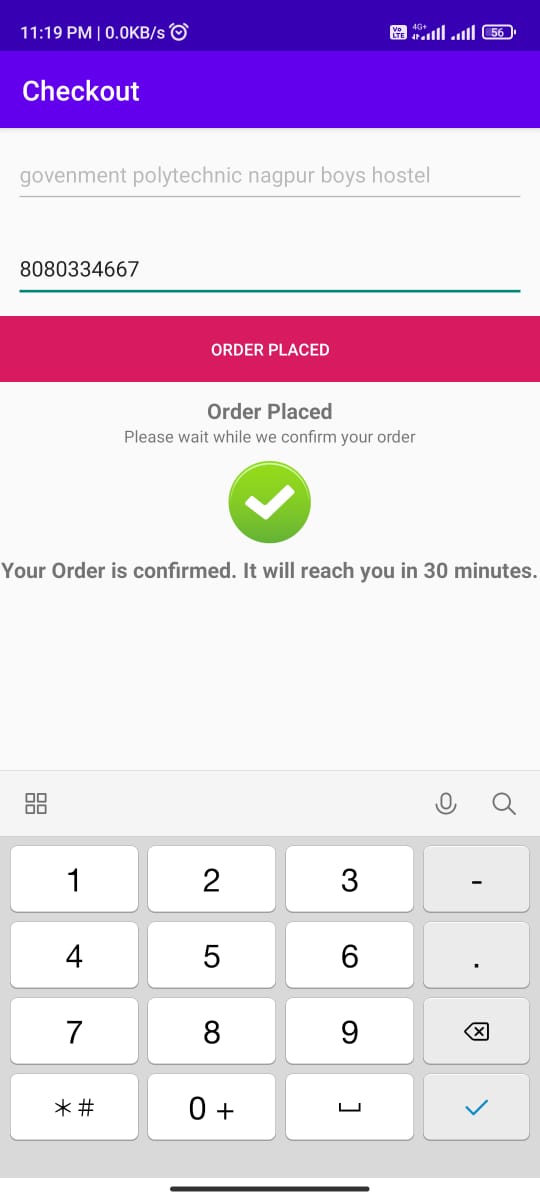 11:19 PM | 0.0KB/s
Vo LTE 4G+ 56
Checkout
govenment polytechnic nagpur boys hostel
8080334667
ORDER PLACED
Order Placed
Please wait while we confirm your order
Your Order is confirmed. It will reach you in 30 minutes.
1 2 3 -
4 5 6 .
7 8 9
*# 0 +